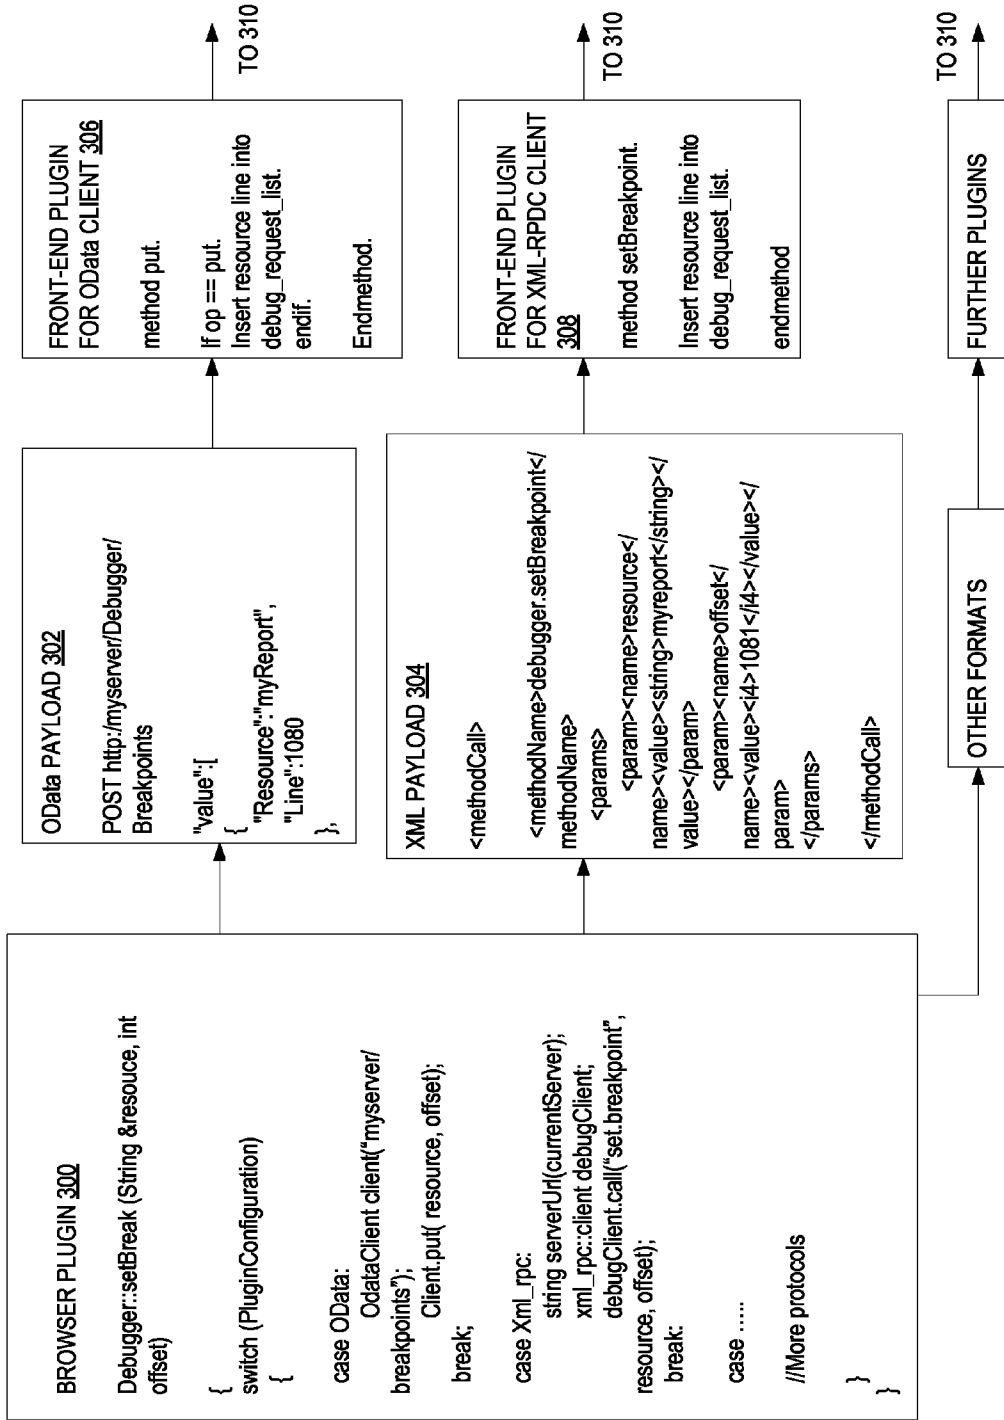 BROWSER PLUGIN 300
Debugger::setBreak (String &resouce, int
offset)
{
switch (PluginConfiguration)
{
case OData:
OdataClient client(“myserver/
breakpoints”);
Client.put( resource, offset);
break;
case Xml_rpc:
string serverUrl(currentServer);
xml_rpc::client debugClient;
debugClient.call(“set.breakpoint”,
resource, offset);
break:
case .....
//More protocols
}
}
OData PAYLOAD 302
POST http:/myserver/Debugger/
Breakpoints
"value":[
{
"Resource":"myReport",
"Line":1080
},
XML PAYLOAD 304
<methodCall>
<methodName>debugger.setBreakpoint</
methodName>
<params>
<param><name>resource</
name><value><string>myreport</string></
value></param>
<param><name>offset</
name><value><i4>1081</i4></value></
param>
</params>
</methodCall>
OTHER FORMATS
FRONT-END PLUGIN
FOR OData CLIENT 306
method put.
If op == put.
Insert resource line into
debug_request_list.
endif.
Endmethod.
TO 310
FRONT-END PLUGIN
FOR XML-RPDC CLIENT
308
method setBreakpoint.
Insert resource line into
debug_request_list.
endmethod
TO 310
FURTHER PLUGINS
TO 310